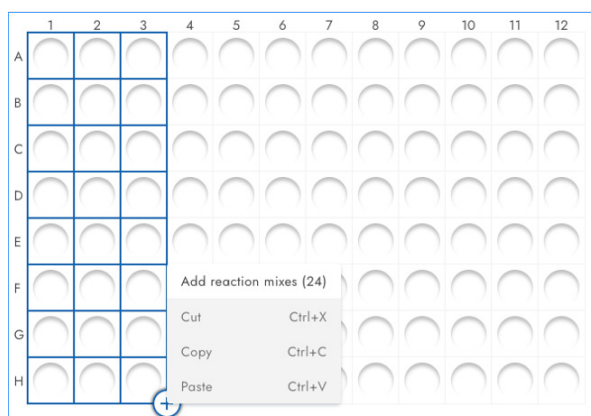 1 2 3 4 5 6 7 8 9 10 11 12
A
B
C
D
E
F
G
H
Add reaction mixes (24)
Cut Ctrl+X
Copy Ctrl+C
Paste Ctrl+V